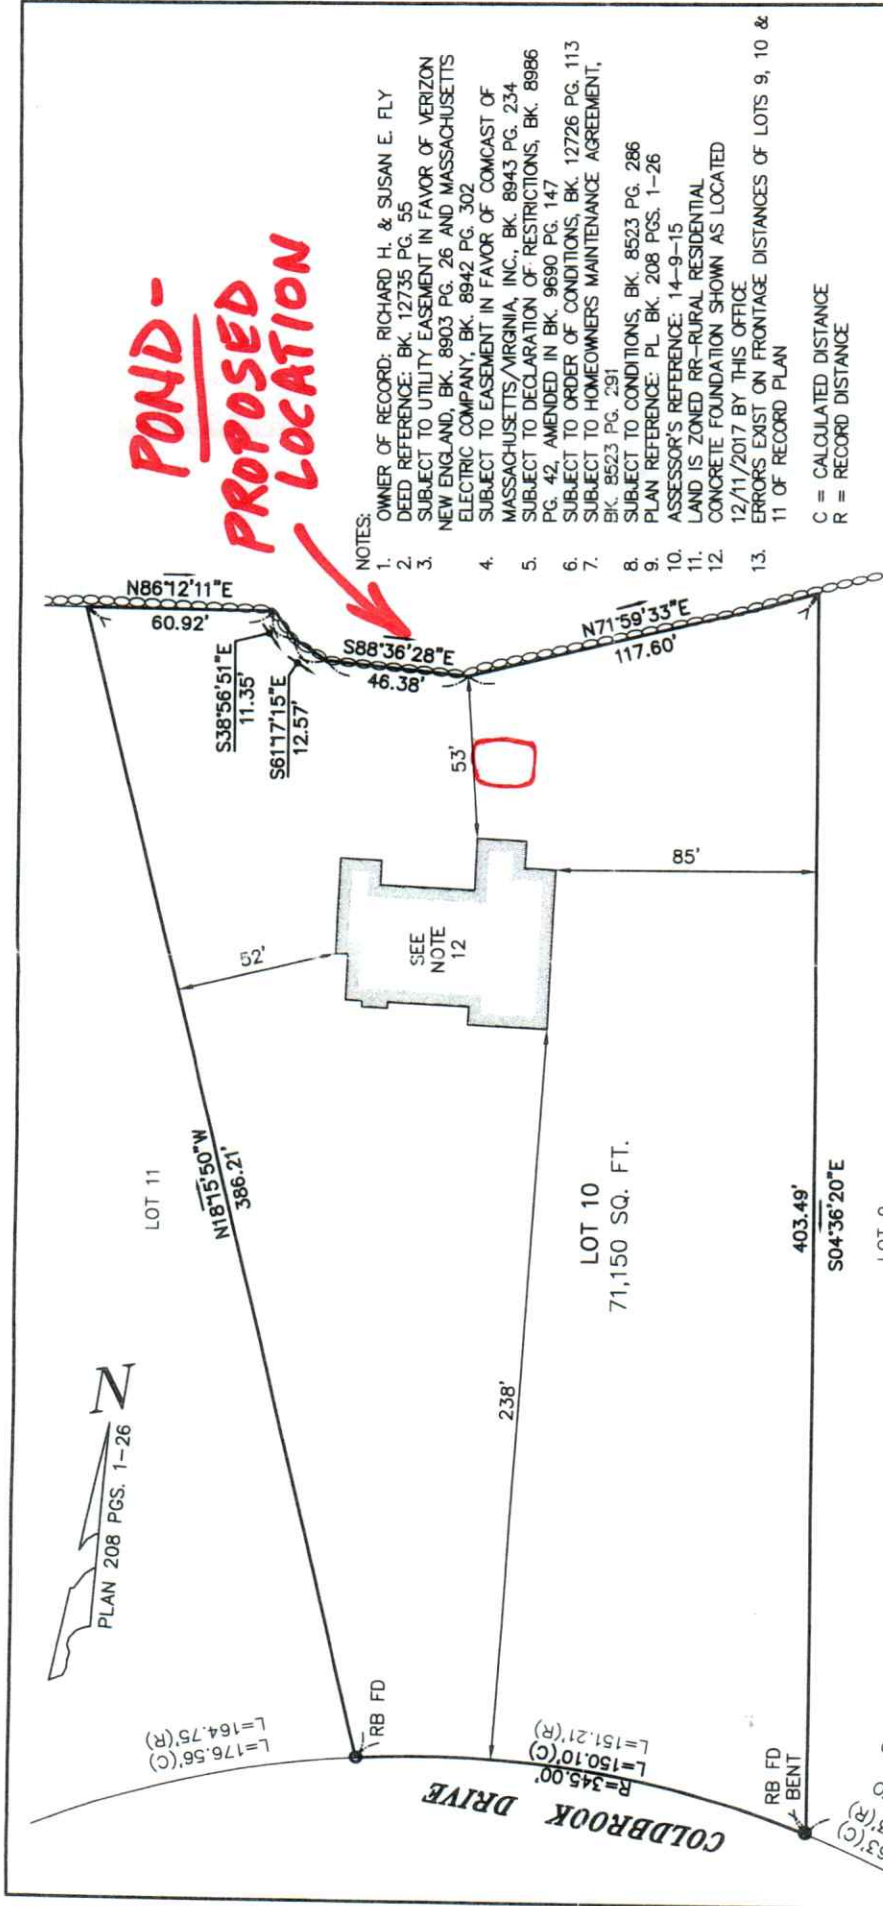 POND -
PROPOSED
LOCATION
NOTES:
1. OWNER OF RECORD: RICHARD H. & SUSAN E. FLY
2. DEED REFERENCE: BK. 12735 PG. 55
3. SUBJECT TO UTILITY EASEMENT IN FAVOR OF VERIZON
NEW ENGLAND, BK. 8903 PG. 26 AND MASSACHUSETTS
ELECTRIC COMPANY, BK. 8942 PG. 302
4. SUBJECT TO EASEMENT IN FAVOR OF COMCAST OF
MASSACHUSETTS/VIRGINIA, INC., BK. 8943 PG. 234
5. SUBJECT TO DECLARATION OF RESTRICTIONS, BK. 8986
PG. 42, AMENDED IN BK. 9690 PG. 147
6. SUBJECT TO ORDER OF CONDITIONS, BK. 12726 PG. 113
7. SUBJECT TO HOMEOWNERS MAINTENANCE AGREEMENT,
BK. 8523 PG. 291
8. SUBJECT TO CONDITIONS, BK. 8523 PG. 286
9. PLAN REFERENCE: PL. BK. 208 PGS. 1-26
10. ASSESSOR'S REFERENCE: 14-9-15
11. LAND IS ZONED RR-RURAL RESIDENTIAL
12. CONCRETE FOUNDATION SHOWN AS LOCATED
12/11/2017 BY THIS OFFICE
13. ERRORS EXIST ON FRONTAGE DISTANCES OF LOTS 9, 10 &
11 OF RECORD PLAN
C = CALCULATED DISTANCE
R = RECORD DISTANCE
N86°12'11"E
60.92'
S38°56'51"E
11.35'
S61°17'15"E
12.57'
S88°36'28"E
46.38'
N71°59'33"E
117.60'
53'
85'
52'
SEE
NOTE
12
LOT 11
N18°15'50"W
386.21'
LOT 10
71,150 SQ. FT.
403.49'
S04°36'20"E
238'
N
PLAN 208 PGS. 1-26
L=164.75'(R)
L=176.56'(C)
RB FD
L=151.21'(R)
L=150.10'(C)
R=345.00'
COLDBROOK DRIVE
RB FD
BENT